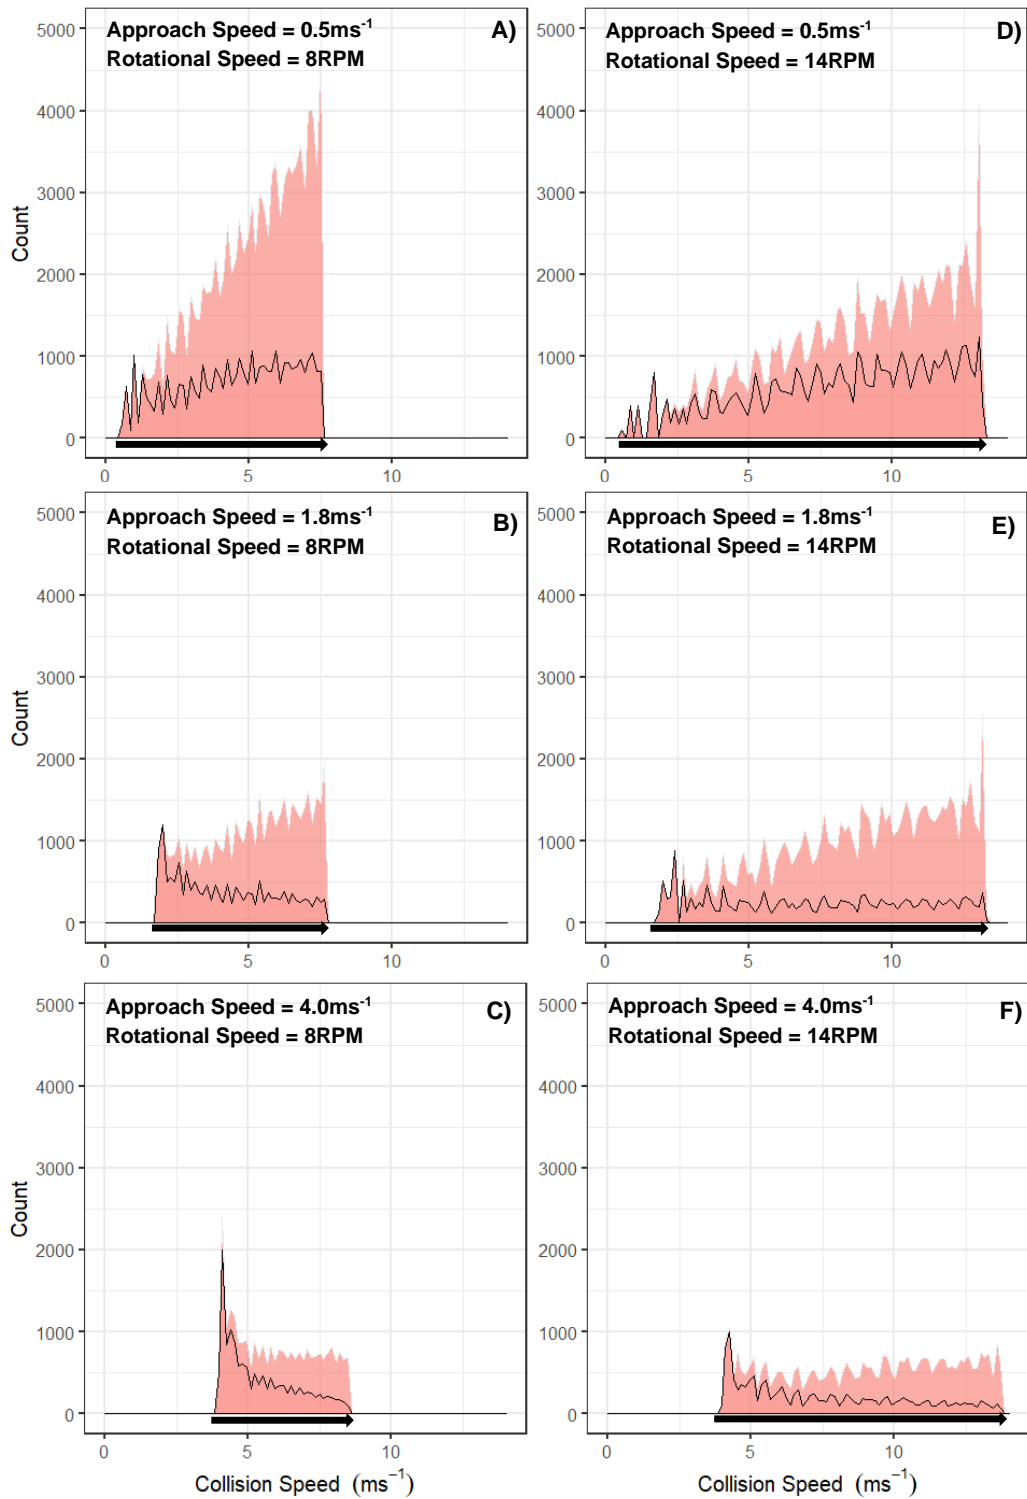 Approach Speed = 0.5ms⁻¹
Rotational Speed = 8RPM
A)
5000
4000
3000
2000
1000
0
Count
0 5 10
Approach Speed = 0.5ms⁻¹
Rotational Speed = 14RPM
D)
5000
4000
3000
2000
1000
0
0 5 10
Approach Speed = 1.8ms⁻¹
Rotational Speed = 8RPM
B)
5000
4000
3000
2000
1000
0
Count
0 5 10
Approach Speed = 1.8ms⁻¹
Rotational Speed = 14RPM
E)
5000
4000
3000
2000
1000
0
0 5 10
Approach Speed = 4.0ms⁻¹
Rotational Speed = 8RPM
C)
5000
4000
3000
2000
1000
0
Count
0 5 10
Collision Speed (ms⁻¹)
Approach Speed = 4.0ms⁻¹
Rotational Speed = 14RPM
F)
5000
4000
3000
2000
1000
0
0 5 10
Collision Speed (ms⁻¹)